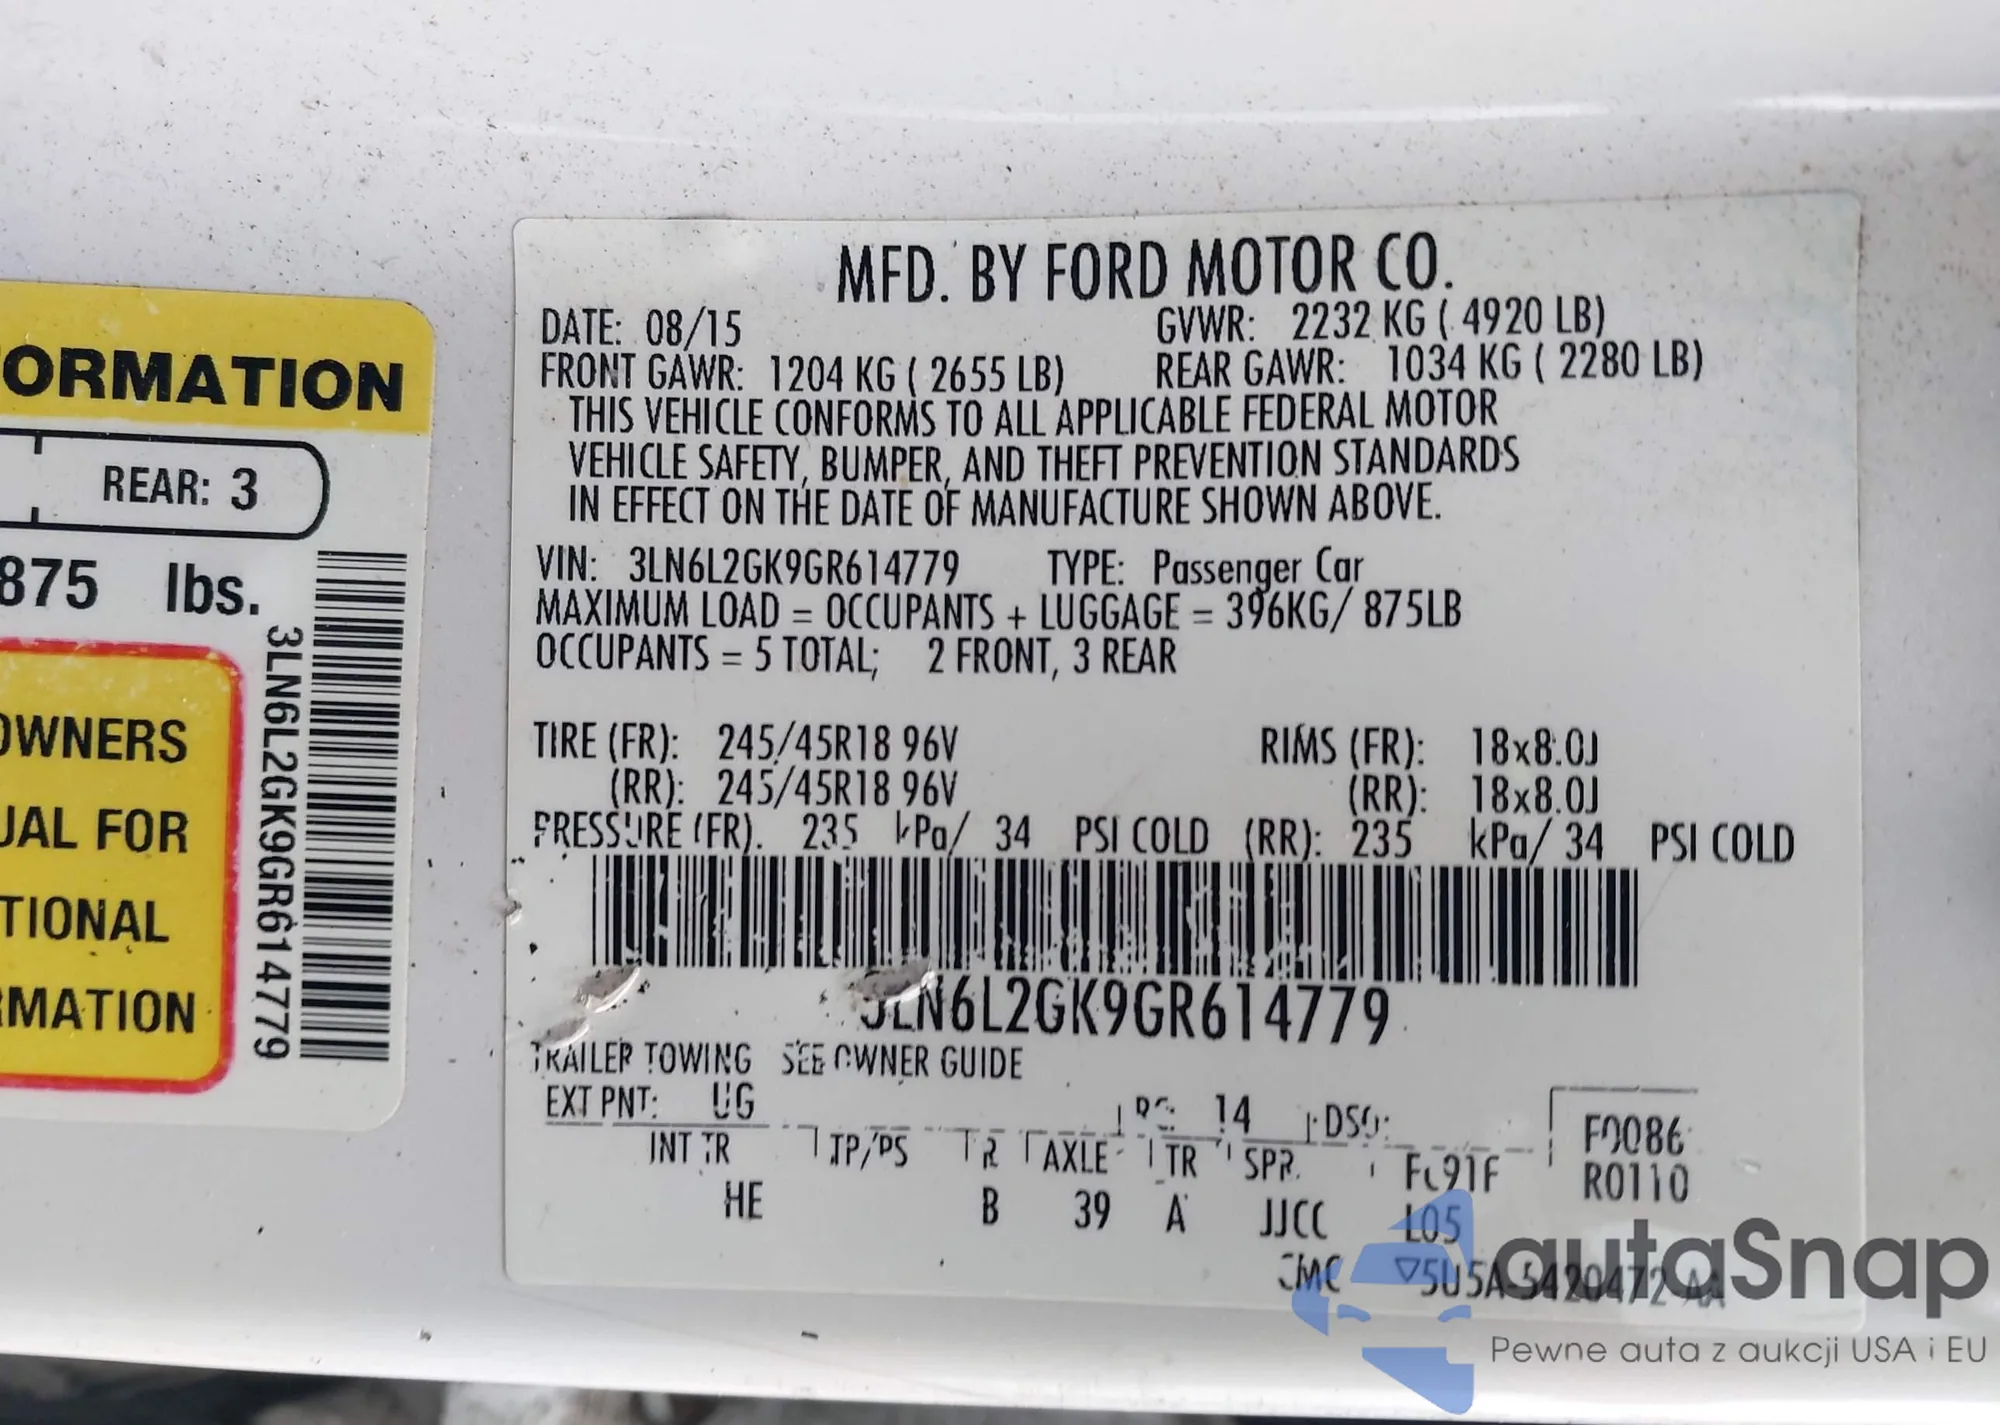 ORMATION
REAR: 3
875 lbs.
3LN6L2GK9GR614779
OWNERS
UAL FOR
TIONAL
RMATION
MFD. BY FORD MOTOR CO.
DATE: 08/15 GVWR: 2232 KG ( 4920 LB)
FRONT GAWR: 1204 KG ( 2655 LB) REAR GAWR: 1034 KG ( 2280 LB)
THIS VEHICLE CONFORMS TO ALL APPLICABLE FEDERAL MOTOR
VEHICLE SAFETY, BUMPER, AND THEFT PREVENTION STANDARDS
IN EFFECT ON THE DATE OF MANUFACTURE SHOWN ABOVE.
VIN: 3LN6L2GK9GR614779 TYPE: Passenger Car
MAXIMUM LOAD = OCCUPANTS + LUGGAGE = 396KG/ 875LB
OCCUPANTS = 5 TOTAL; 2 FRONT, 3 REAR
TIRE (FR): 245/45R18 96V RIMS (FR): 18x8.0J
(RR): 245/45R18 96V (RR): 18x8.0J
PRESSURE (FR). 235 kPa/ 34 PSI COLD (RR): 235 kPa/ 34 PSI COLD
3LN6L2GK9GR614779
TRAILER TOWING SEE OWNER GUIDE
EXT PNT: UG RC: 14 DSO: F0086
INT TR TP/PS R AXLE TR SPR R0110
HE B 39 A JJCC L05
5U5A-5420472-AA
autaSnap
Pewne auta z aukcji USA i EU